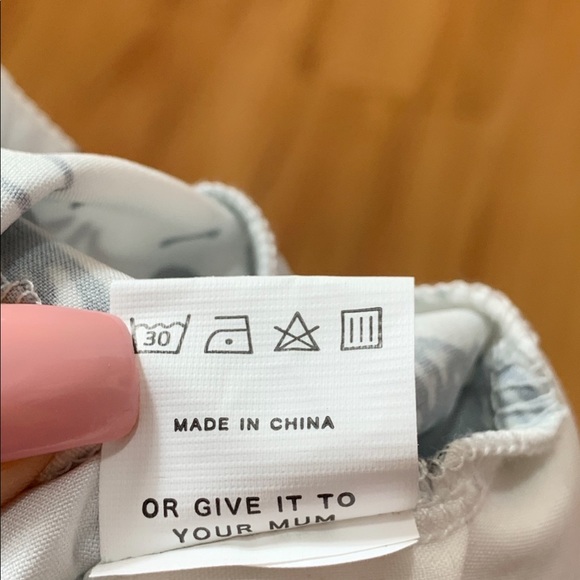 30
MADE IN CHINA
OR GIVE IT TO
YOUR MUM